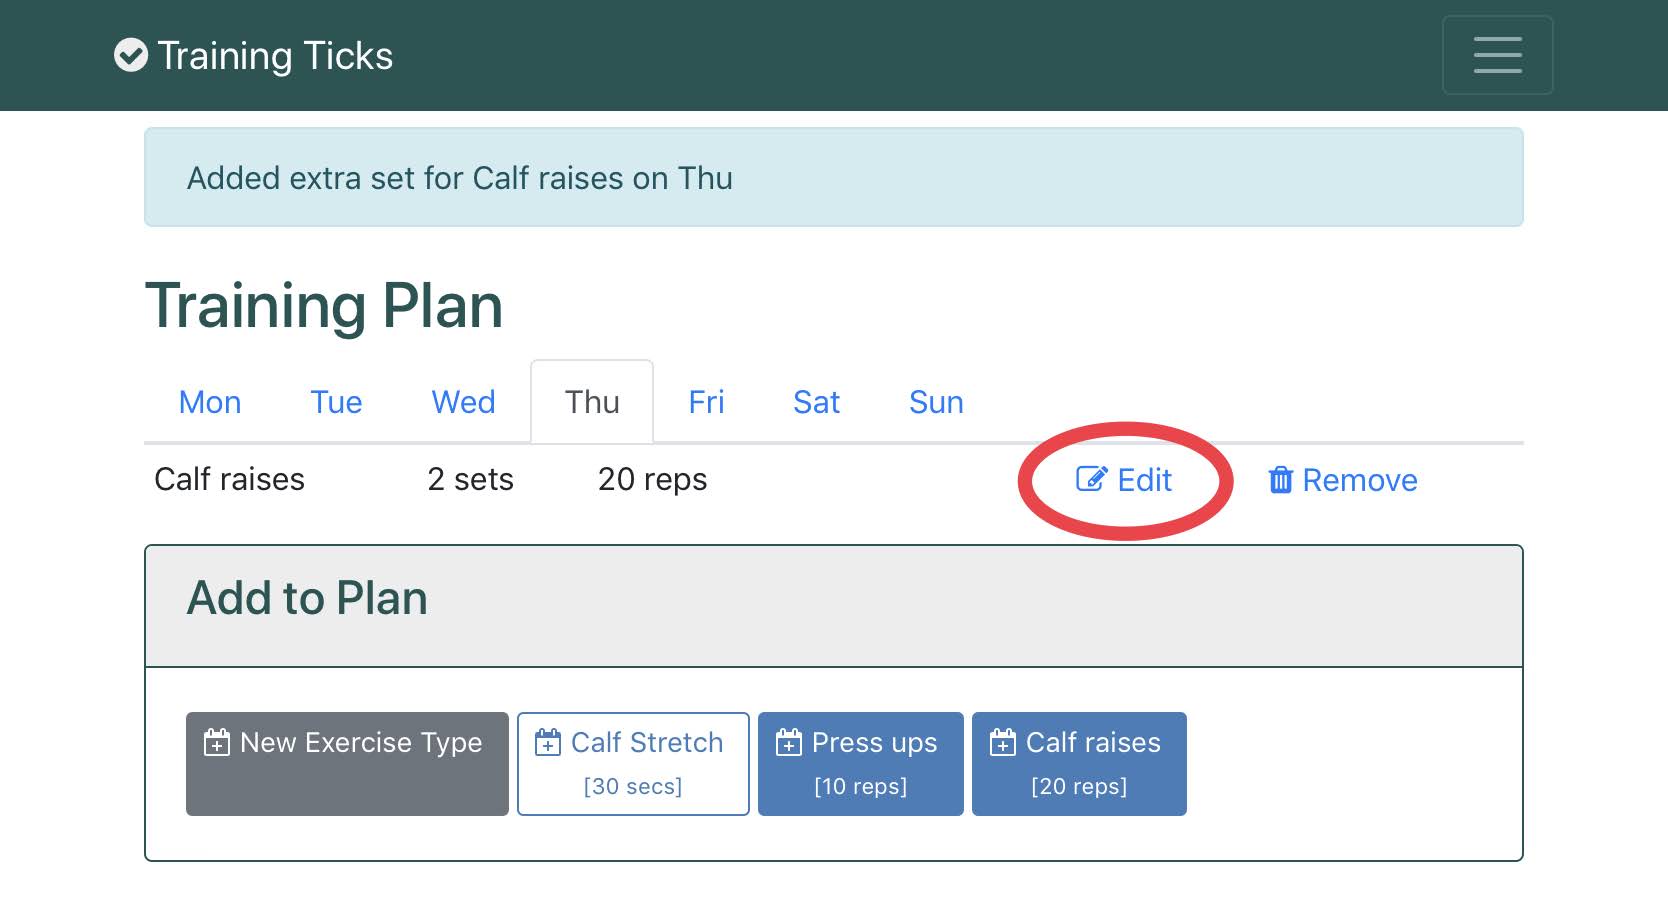 Training Ticks
Added extra set for Calf raises on Thu
Training Plan
Mon Tue Wed Thu Fri Sat Sun
Calf raises 2 sets 20 reps Edit Remove
Add to Plan
New Exercise Type Calf Stretch Press ups Calf raises
[30 secs] [10 reps] [20 reps]